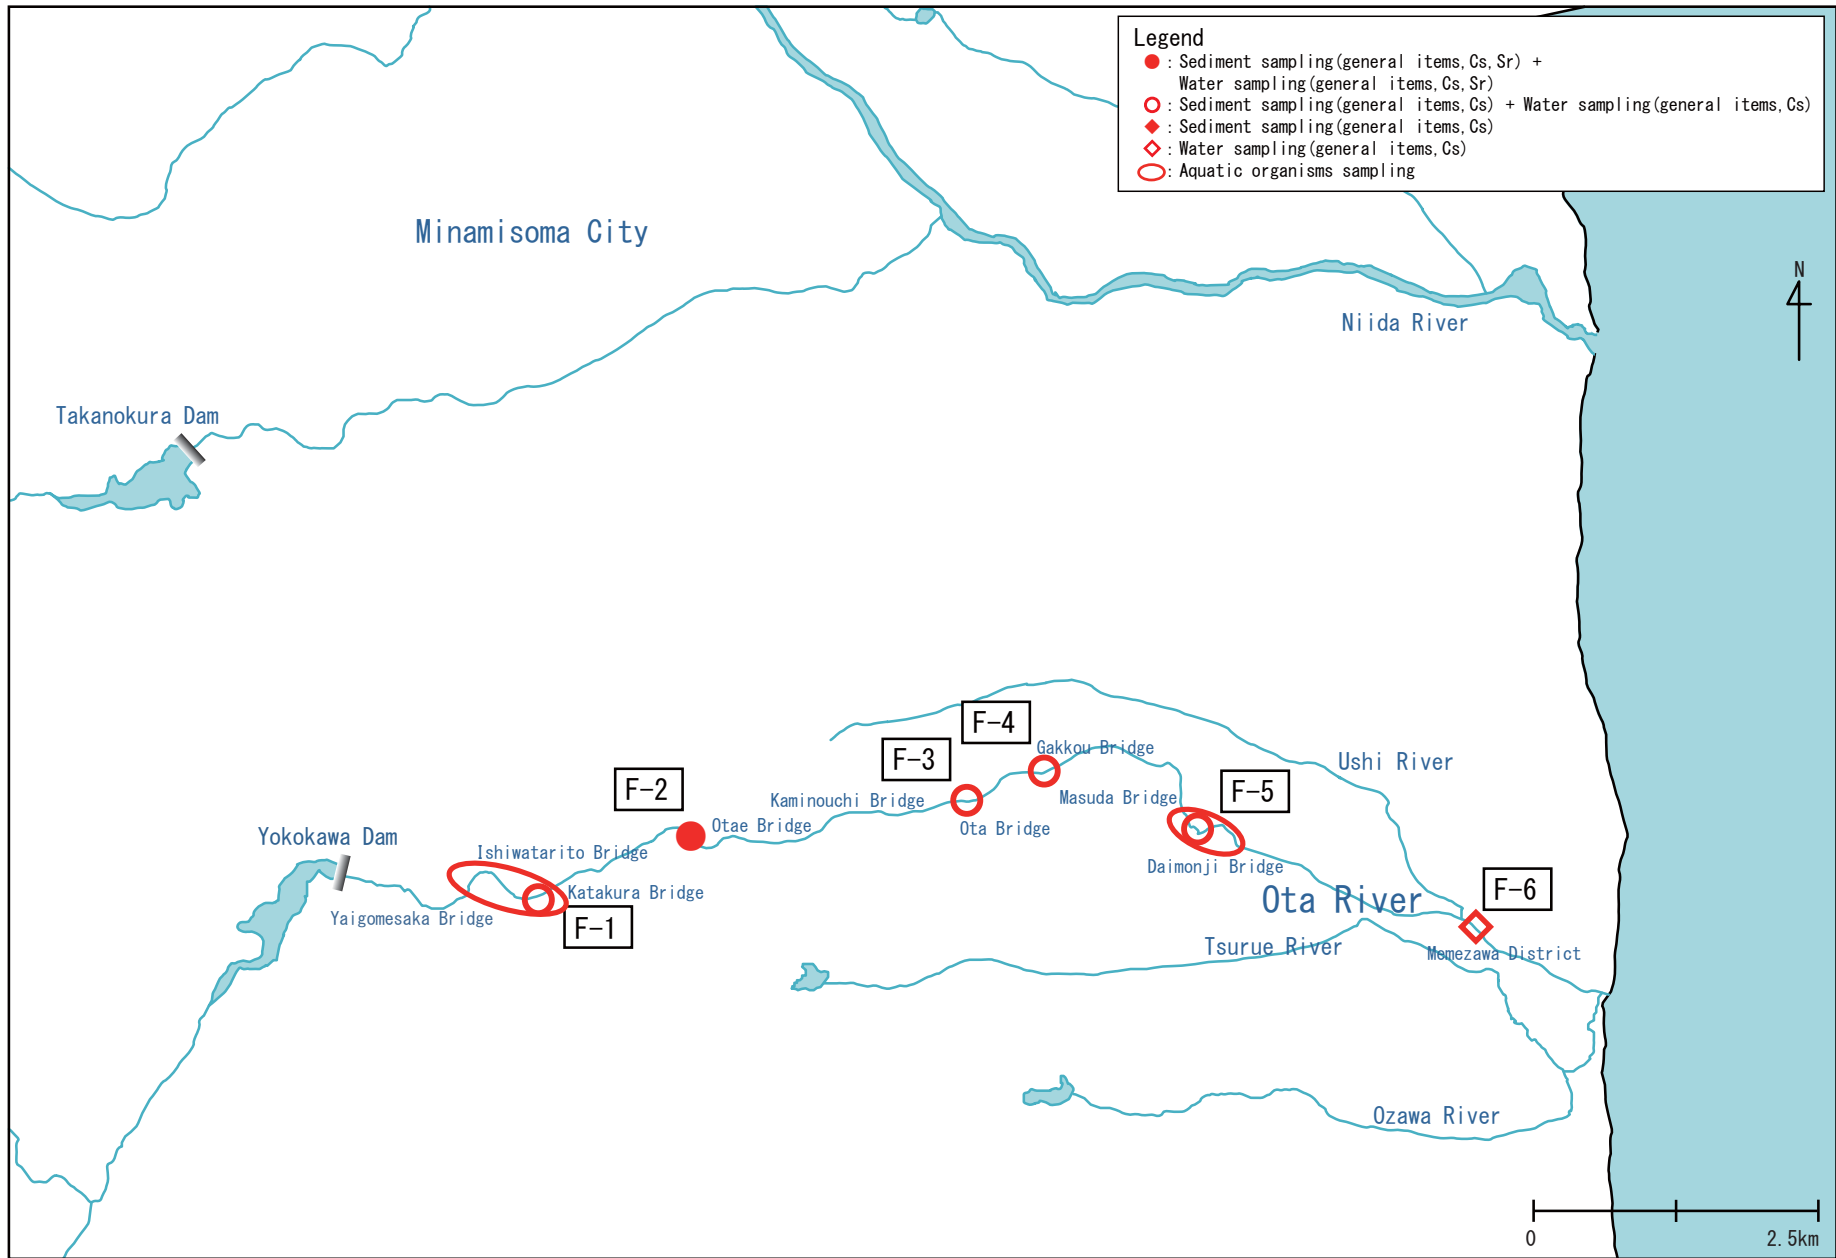 Legend
: Sediment sampling(general items,Cs,Sr) +
Water sampling(general items,Cs,Sr)
: Sediment sampling(general items,Cs) + Water sampling(general items,Cs)
: Sediment sampling(general items,Cs)
: Water sampling(general items,Cs)
: Aquatic organisms sampling
Minamisoma City
N
Niida River
Takanokura Dam
F-4
Gakkou Bridge
F-3
Ushi River
F-2
Kaminouchi Bridge
Masuda Bridge
F-5
Otae Bridge
Ota Bridge
Yokokawa Dam
Ishiwatarito Bridge
Daimonji Bridge
Katakura Bridge
Ota River
F-6
Yaigomesaka Bridge
F-1
Tsurue River
Memezawa District
Ozawa River
0
2.5km